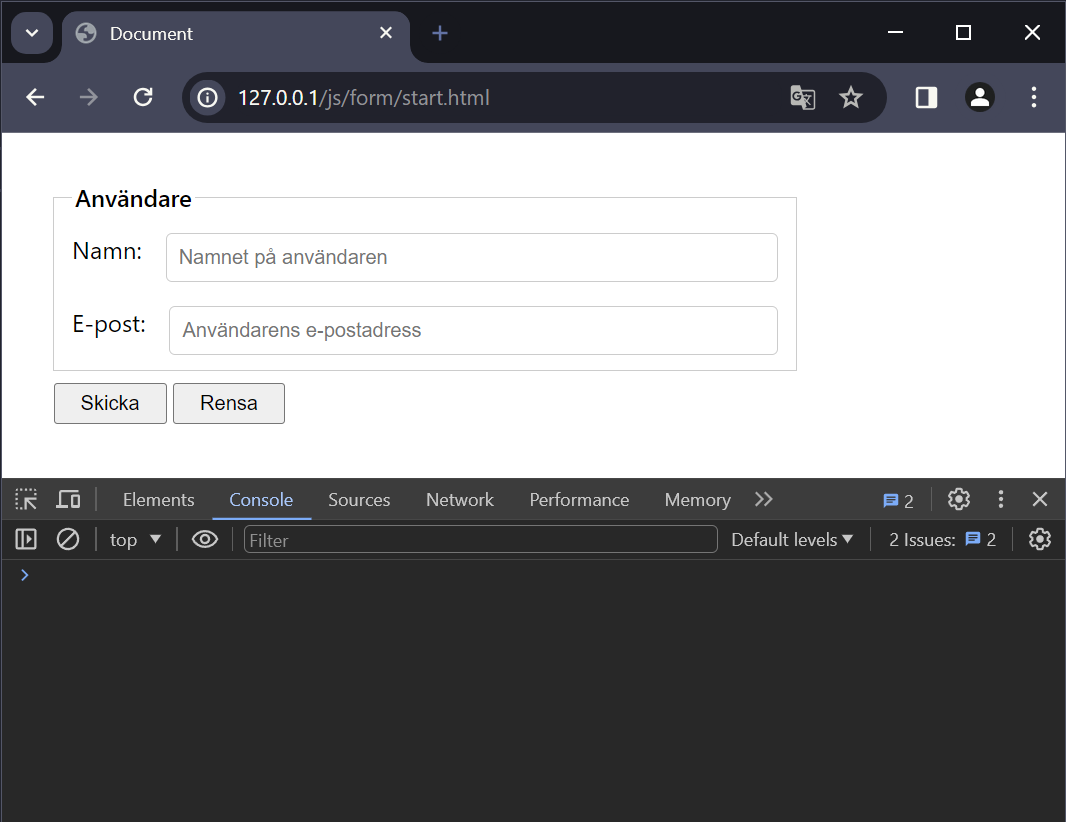 Document
127.0.0.1/js/form/start.html
Användare
Namn: Namnet på användaren
E-post: Användarens e-postadress
Skicka Rensa
Elements Console Sources Network Performance Memory 2
top Filter Default levels 2 Issues: 2